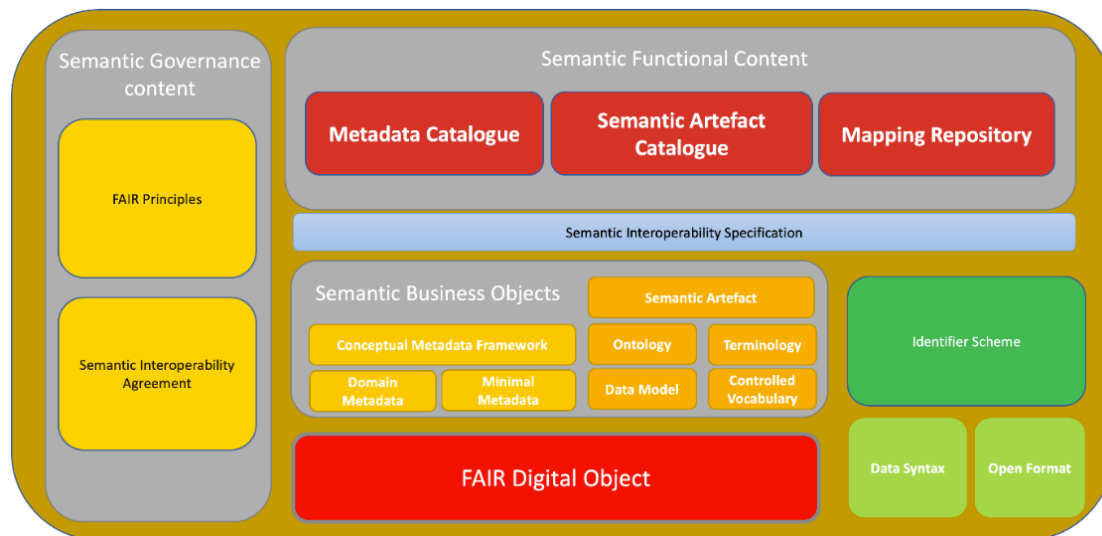 Semantic Governance
content
FAIR Principles
Semantic Interoperability
Agreement
Semantic Functional Content
Metadata Catalogue
Semantic Artefact
Catalogue
Mapping Repository
Semantic Interoperability Specification
Semantic Business Objects
Semantic Artefact
Conceptual Metadata Framework
Ontology
Terminology
Domain
Metadata
Minimal
Metadata
Data Model
Controlled
Vocabulary
FAIR Digital Object
Identifier Scheme
Data Syntax
Open Format